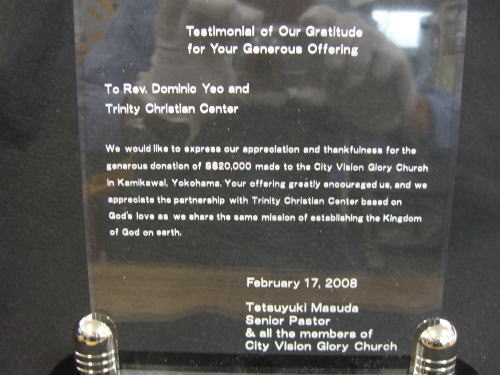 Testimonial of Our Gratitude
for Your Generous Offering
To Rev. Dominic Yeo and
Trinity Christian Center
We would like to express our appreciation and thankfulness for the
generous donation of S$20,000 made to the City Vision Glory Church
in Kamikawai, Yokohama. Your offering greatly encouraged us, and we
appreciate the partnership with Trinity Christian Center based on
God's love as we share the same mission of establishing the Kingdom
of God on earth.
February 17, 2008
Tetsuyuki Masuda
Senior Pastor
& all the members of
City Vision Glory Church